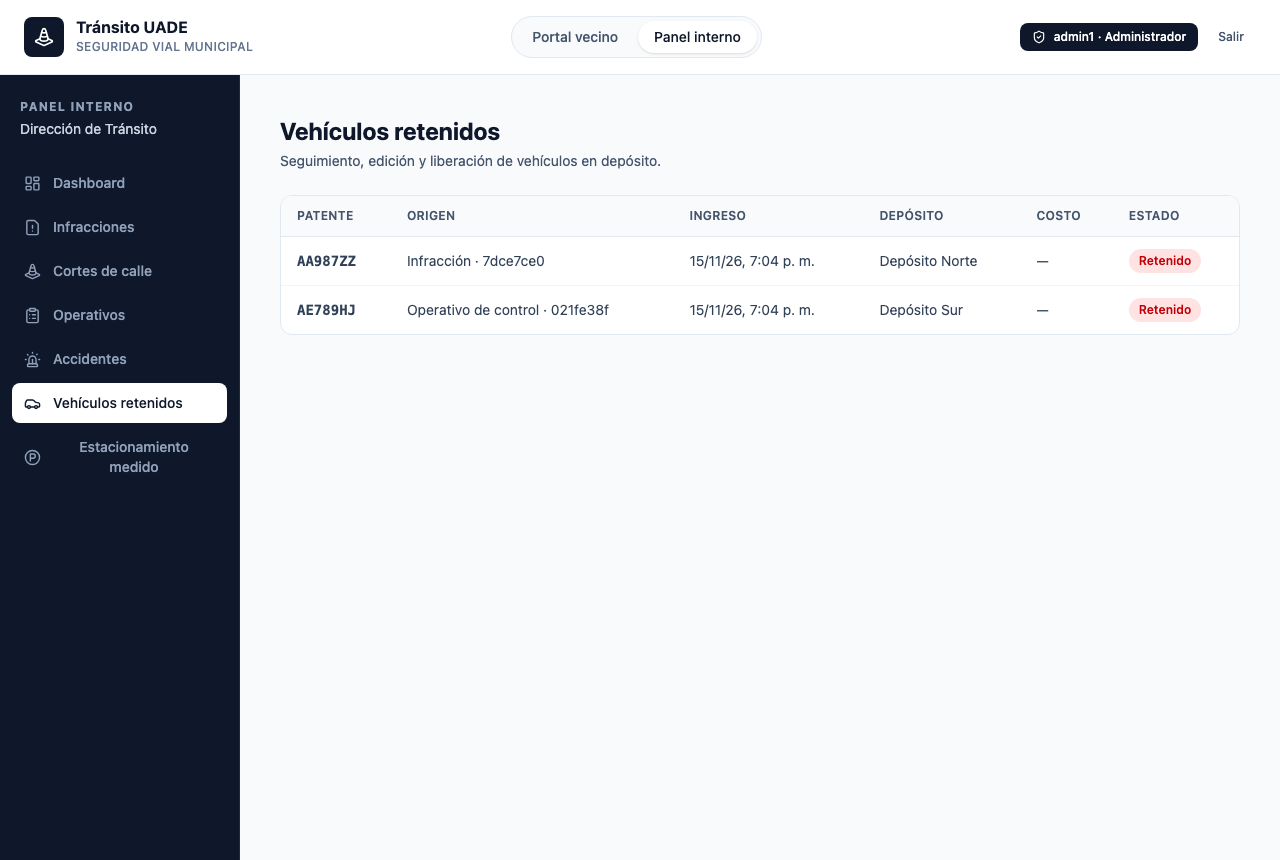 Tránsito UADE
SEGURIDAD VIAL MUNICIPAL
Portal vecino
Panel interno
admin1 · Administrador
Salir
PANEL INTERNO
Dirección de Tránsito
Dashboard
Infracciones
Cortes de calle
Operativos
Accidentes
Vehículos retenidos
Estacionamiento
medido
Vehículos retenidos
Seguimiento, edición y liberación de vehículos en depósito.
PATENTE ORIGEN INGRESO DEPÓSITO COSTO ESTADO
AA987ZZ Infracción · 7dce7ce0 15/11/26, 7:04 p. m. Depósito Norte — Retenido
AE789HJ Operativo de control · 021fe38f 15/11/26, 7:04 p. m. Depósito Sur — Retenido